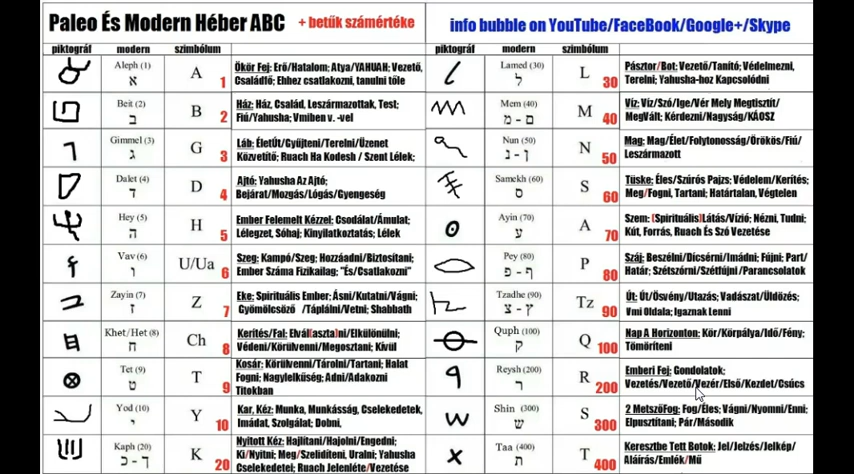 Paleo És Modern Héber ABC + betűk számértéke
info bubble on YouTube/FaceBook/Google+/Skype
piktográf modern szimbólum
piktográf modern szimbólum
Aleph (1)
א
A
1
Ökör Fej: Erő/Hatalom; Atya/YAHUAH; Vezető,
Családfő; Ehhez csatlakozni, tanulni tőle
Beit (2)
ב
B
2
Ház: Ház, Család, Leszármazottak, Test;
Fiú/Yahusha; Vmiben v. -vel
Gimmel (3)
ג
G
3
Láb: ÉletÚt/Gyűjteni/Terelni/Üzenet
Közvetítő; Ruach Ha Kodesh / Szent Lélek;
Dalet (4)
ד
D
4
Ajtó; Yahusha Az Ajtó;
Bejárat/Mozgás/Lógás/Gyengeség
Hey (5)
ה
H
5
Ember Felemelt Kézzel; Csodálat/Ámulat;
Lélegzet, Sóhaj; Kinyilatkoztatás; Lélek
Vav (6)
ו
U/Ua
6
Szeg; Kampó/Szeg; Hozzáadni/Biztosítani;
Ember Száma Fizikailag; "És/Csatlakozni"
Zayin (7)
ז
Z
7
Eke; Spirituális Ember; Ásni/Kutatni/Vágni;
Gyömölcsöző /Táplálni/Vetni; Shabbath
Khet/Het (8)
ח
Ch
8
Kerítés/Fal; Elvál(aszta)ni/Elkülönülni;
Védeni/Körülvenni/Megosztani; Kívül
Tet (9)
ט
T
9
Kosár; Körülvenni/Tárolni/Tartani; Halat
Fogni; Nagylelkűség; Adni/Adakozni
Titokban
Yod (10)
י
Y
10
Kar, Kéz; Munka, Munkásság, Cselekedetek,
Imádat, Szolgálat; Dobni,
Kaph (20)
כ - ך
K
20
Nyitott Kéz; Hajlítani/Hajolni/Engedni;
Ki/Nyitni; Meg/Szelidíteni, Uralni; Yahusha
Cselekedetei; Ruach Jelenléte/Vezetése
Lamed (30)
ל
L
30
Pásztor/Bot; Vezető/Tanító; Védelmezni,
Terelni; Yahusha-hoz Kapcsolódni
Mem (40)
מ - ם
M
40
Víz; Víz/Szó/Ige/Vér Mely Megtisztít/
MegVált; Kérdezni/Nagyság/KÁOSZ
Nun (50)
נ - ן
N
50
Mag; Mag/Élet/Folytonosság/Örökös/Fiú/
Leszármazott
Samekh (60)
ס
S
60
Tüske; Éles/Szúrós Pajzs; Védelem/Kerítés;
Meg/Fogni, Tartani; Határtalan, Végtelen
Ayin (70)
ע
A
70
Szem: (Spirituális)Látás/Vízió; Nézni, Tudni;
Kút, Forrás, Ruach És Szó Vezetése
Pey (80)
פ - ף
P
80
Száj; Beszélni/Dicsérni/Imádni; Fújni; Part/
Határ; Szétszórni/Szétfújni/Parancsolatok
Tzadhe (90)
צ - ץ
Tz
90
Út: Út/Ösvény/Utazás; Vadászat/Üldözés;
Vmi Oldala; Igaznak Lenni
Quph (100)
ק
Q
100
Nap A Horizonton: Kör/Körpálya/Idő/Fény;
Tömöríteni
Reysh (200)
ר
R
200
Emberi Fej; Gondolatok;
Vezetés/Vezető/Vezér/Első/Kezdet/Csúcs
Shin (300)
ש
S
300
2 MetszőFog: Fog/Éles; Vágni/Nyomni/Enni;
Elpusztítani; Pár/Második
Taa (400)
ת
T
400
Keresztbe Tett Botok; Jel/Jelzés/Jelkép/
Aláírás/Emlék/Mű